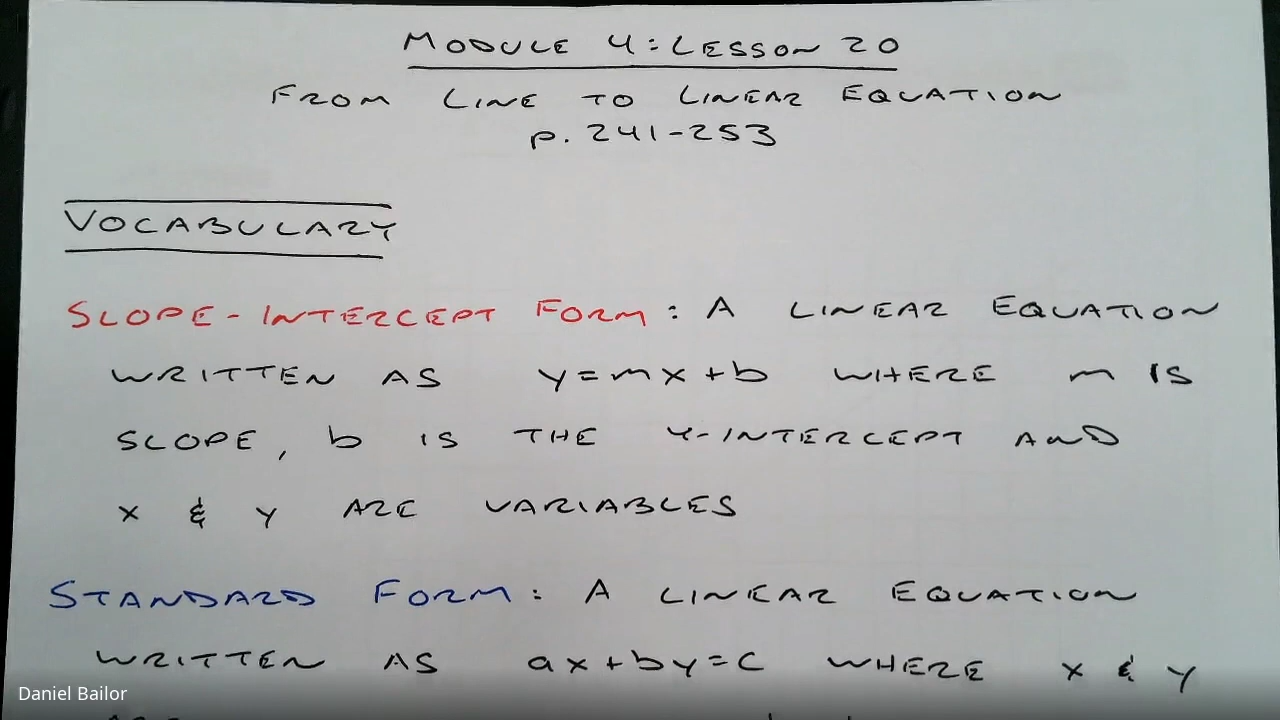 MODULE 4: LESSON 20
FROM LINE TO LINEAR EQUATION
p. 241-253
VOCABULARY
SLOPE-INTERCEPT FORM: A LINEAR EQUATION
WRITTEN AS y=mx+b WHERE m IS
SLOPE, b IS THE Y-INTERCEPT AND
x & y ARE VARIABLES
STANDARD FORM: A LINEAR EQUATION
WRITTEN AS ax+by=c WHERE x & y
Daniel Bailor